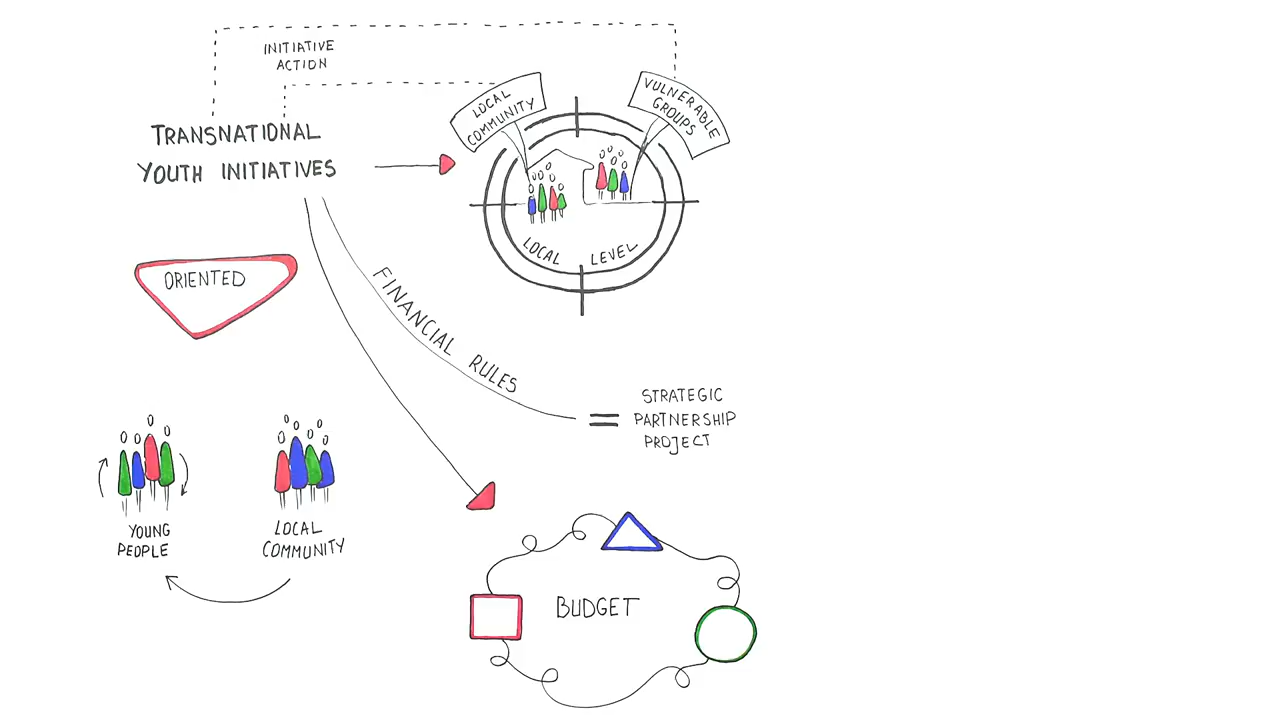 INITIATIVE
ACTION
TRANSNATIONAL
YOUTH INITIATIVES
LOCAL
COMMUNITY
VULNERABLE
GROUPS
LOCAL LEVEL
ORIENTED
FINANCIAL RULES
=
STRATEGIC
PARTNERSHIP
PROJECT
YOUNG
PEOPLE
LOCAL
COMMUNITY
BUDGET